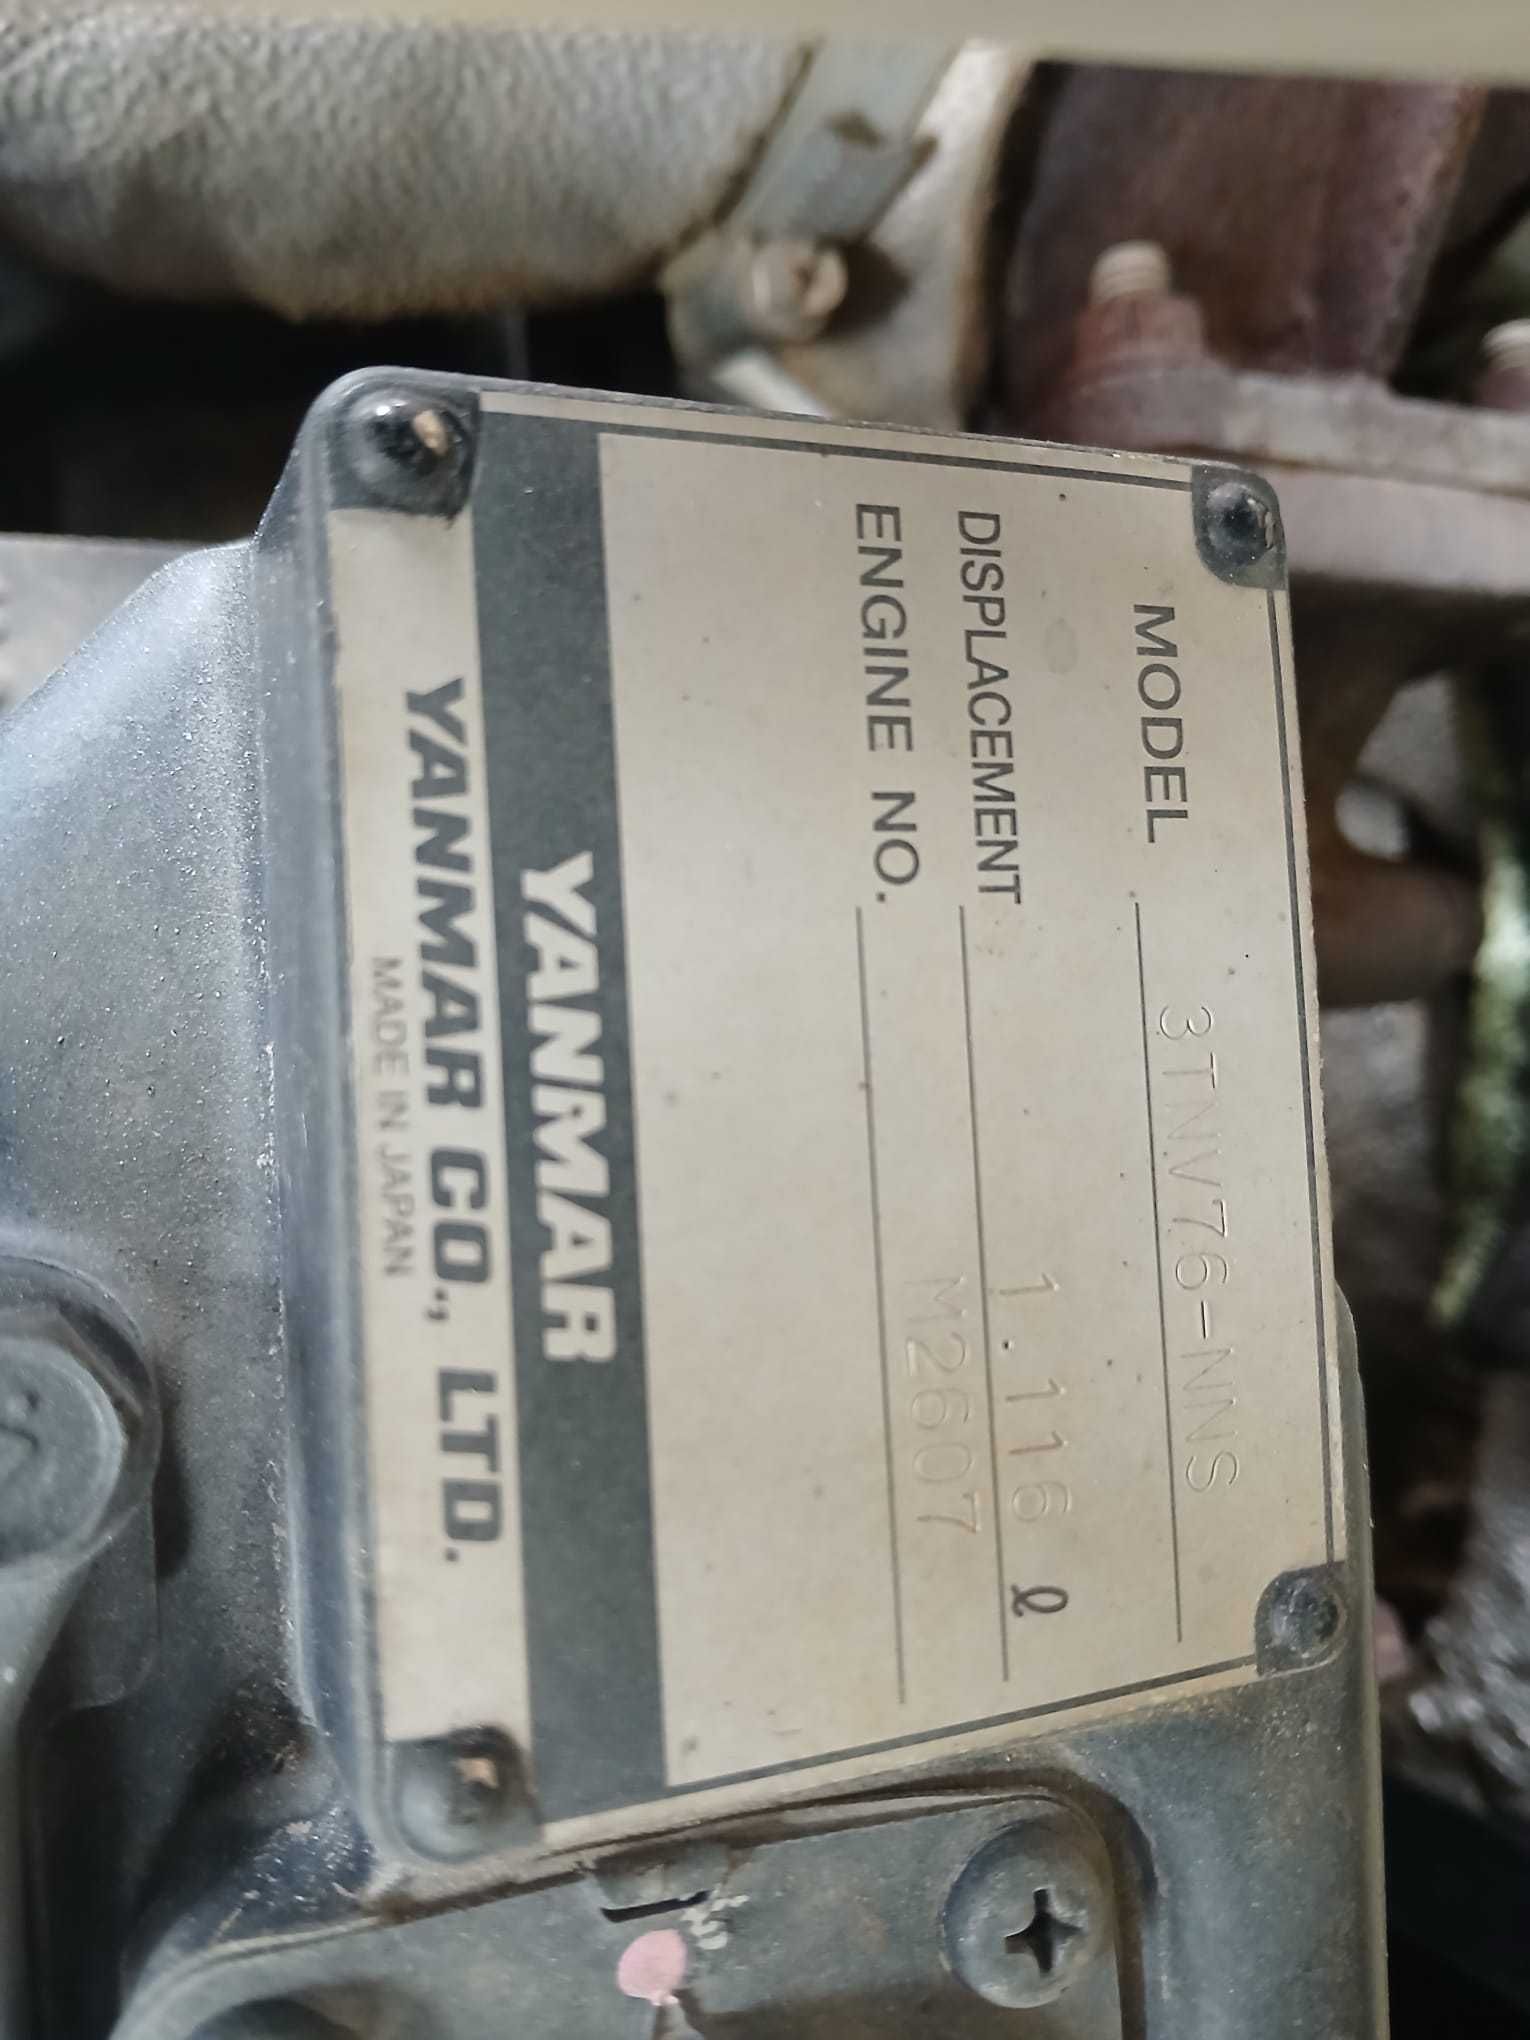 MODEL 3TNV76-NNS
DISPLACEMENT 1.116 ℓ
ENGINE NO. M2607
YANMAR
YANMAR CO., LTD.
MADE IN JAPAN